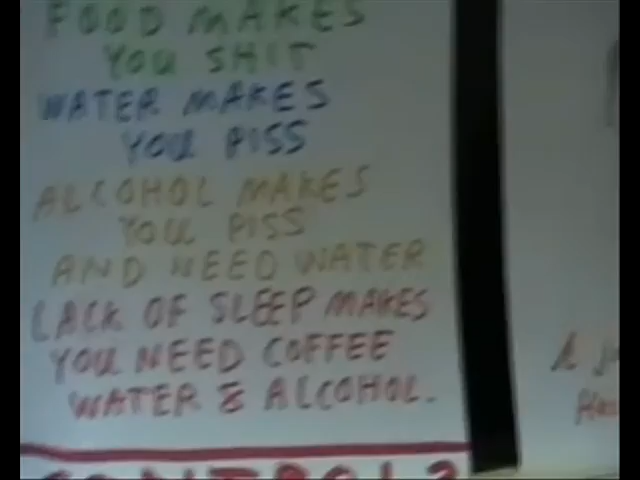 FOOD MAKES
YOU SHIT
WATER MAKES
YOU PISS
ALCOHOL MAKES
YOU PISS
AND NEED WATER
LACK OF SLEEP MAKES
YOU NEED COFFEE
WATER & ALCOHOL.
A